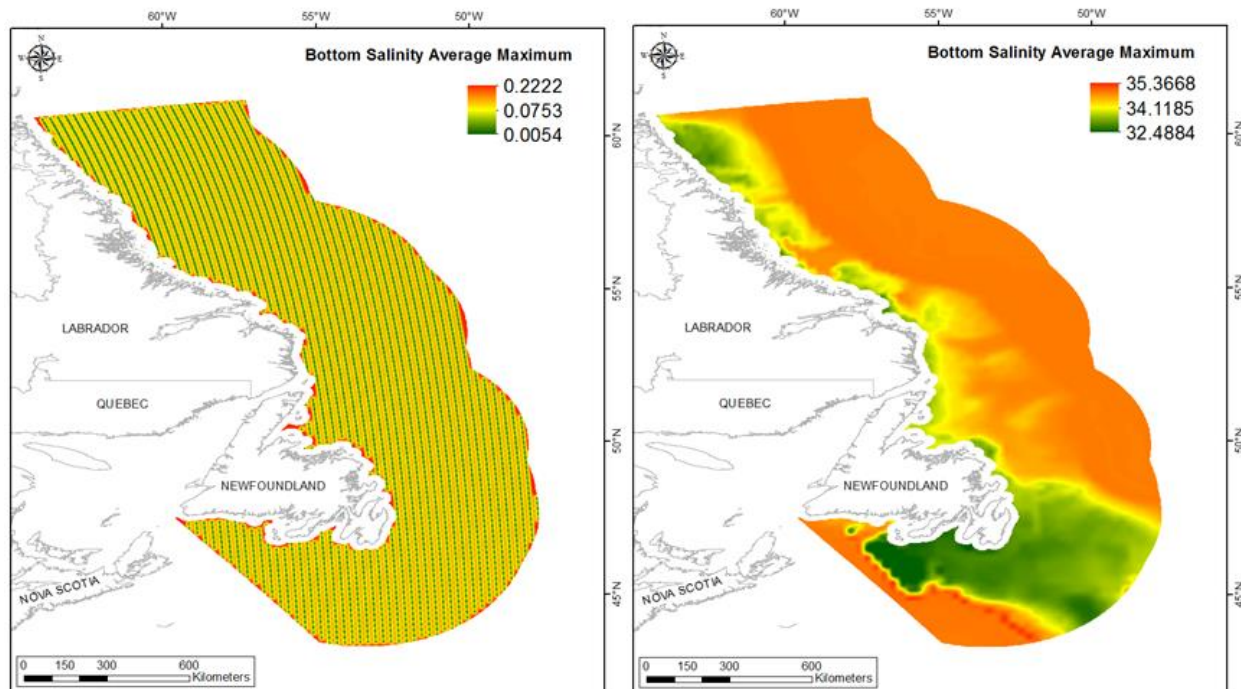 60°W 55°W 50°W
N
W E
S
Bottom Salinity Average Maximum
0.2222
0.0753
0.0054
60°N
55°N
50°N
45°N
LABRADOR
QUEBEC
NEWFOUNDLAND
NOVA SCOTIA
0 150 300 600
Kilometers
60°W 55°W 50°W
N
W E
S
Bottom Salinity Average Maximum
35.3668
34.1185
32.4884
60°N
55°N
50°N
45°N
LABRADOR
QUEBEC
NEWFOUNDLAND
NOVA SCOTIA
0 150 300 600
Kilometers